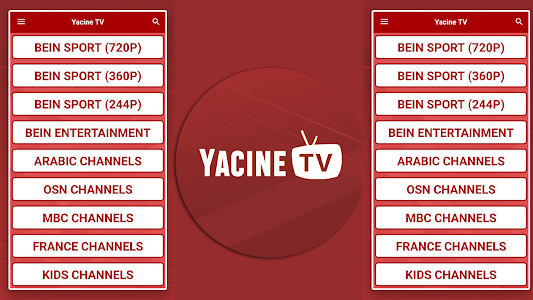 Yacine TV
BEIN SPORT (720P)
BEIN SPORT (360P)
BEIN SPORT (244P)
BEIN ENTERTAINMENT
ARABIC CHANNELS
OSN CHANNELS
MBC CHANNELS
FRANCE CHANNELS
KIDS CHANNELS
YACINE TV
Yacine TV
BEIN SPORT (720P)
BEIN SPORT (360P)
BEIN SPORT (244P)
BEIN ENTERTAINMENT
ARABIC CHANNELS
OSN CHANNELS
MBC CHANNELS
FRANCE CHANNELS
KIDS CHANNELS